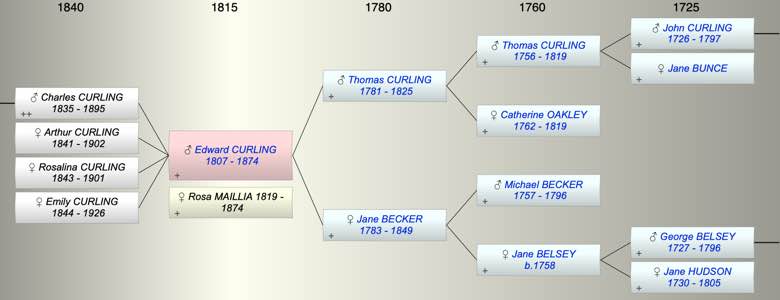 1840 1815 1780 1760 1725
♂ Charles CURLING
1835 - 1895
++
♀ Arthur CURLING
1841 - 1902
♀ Rosalina CURLING
1843 - 1901
♀ Emily CURLING
1844 - 1926
♂ Edward CURLING
1807 - 1874
+
♀ Rosa MAILLIA 1819 -
1874
+
♂ Thomas CURLING
1781 - 1825
+
♀ Jane BECKER
1783 - 1849
+
♂ Thomas CURLING
1756 - 1819
+
♀ Catherine OAKLEY
1762 - 1819
+
♂ Michael BECKER
1757 - 1796
+
♀ Jane BELSEY
b.1758
+
♂ John CURLING
1726 - 1797
+
♀ Jane BUNCE
+
♂ George BELSEY
1727 - 1796
+
♀ Jane HUDSON
1730 - 1805
+